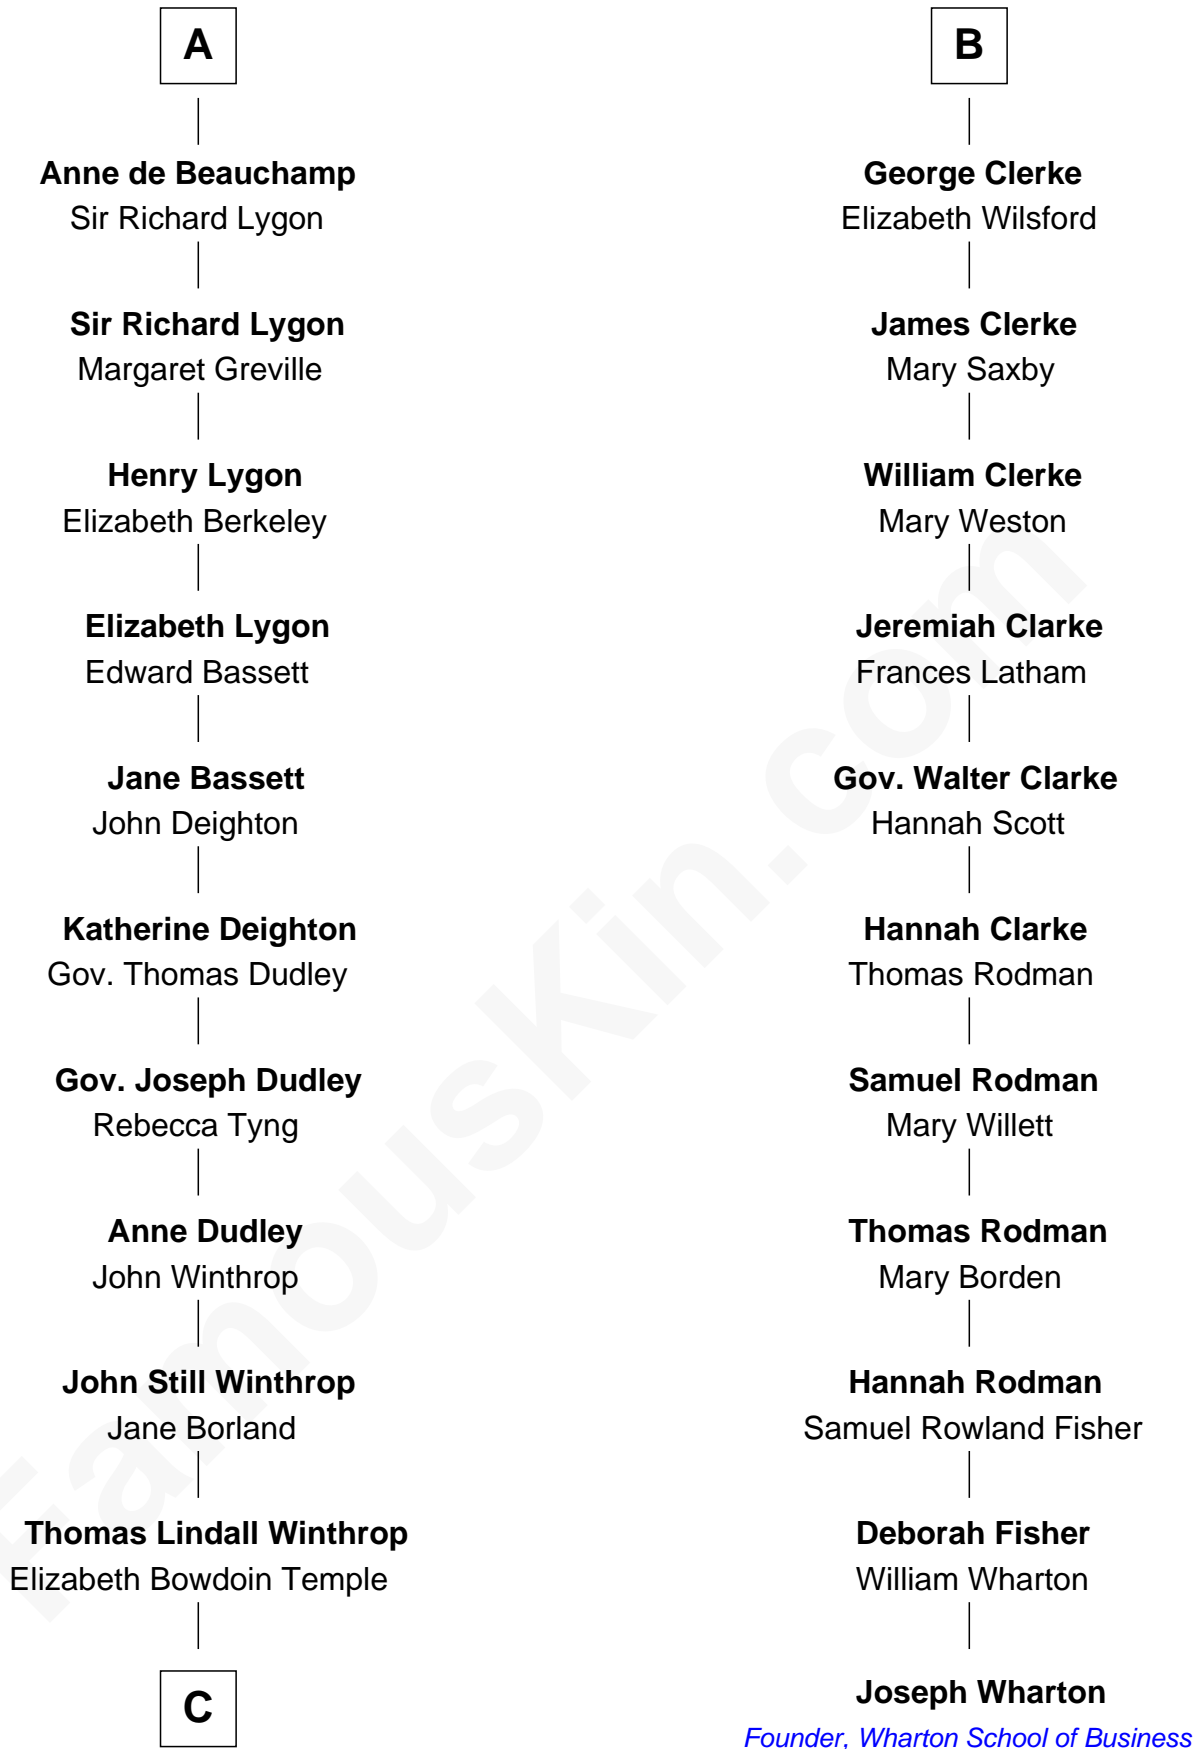 A
Anne de Beauchamp
Sir Richard Lygon
Sir Richard Lygon
Margaret Greville
Henry Lygon
Elizabeth Berkeley
Elizabeth Lygon
Edward Bassett
Jane Bassett
John Deighton
Katherine Deighton
Gov. Thomas Dudley
Gov. Joseph Dudley
Rebecca Tyng
Anne Dudley
John Winthrop
John Still Winthrop
Jane Borland
Thomas Lindall Winthrop
Elizabeth Bowdoin Temple
C
B
George Clerke
Elizabeth Wilsford
James Clerke
Mary Saxby
William Clerke
Mary Weston
Jeremiah Clarke
Frances Latham
Gov. Walter Clarke
Hannah Scott
Hannah Clarke
Thomas Rodman
Samuel Rodman
Mary Willett
Thomas Rodman
Mary Borden
Hannah Rodman
Samuel Rowland Fisher
Deborah Fisher
William Wharton
Joseph Wharton
Founder, Wharton School of Business
FamousKin.com